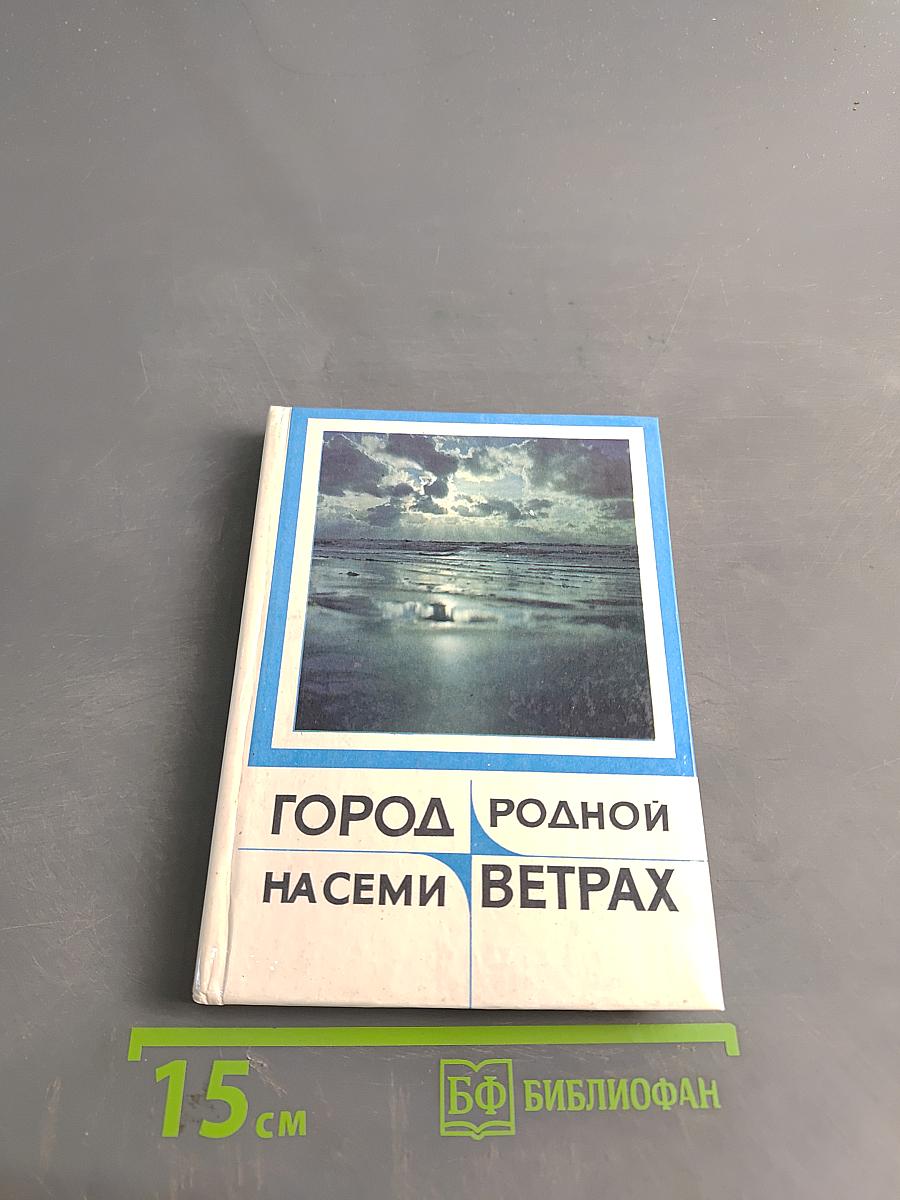 ГОРОД РОДНОЙ
НА СЕМИ ВЕТРАХ
15 см
БФ БИБЛИОФАН